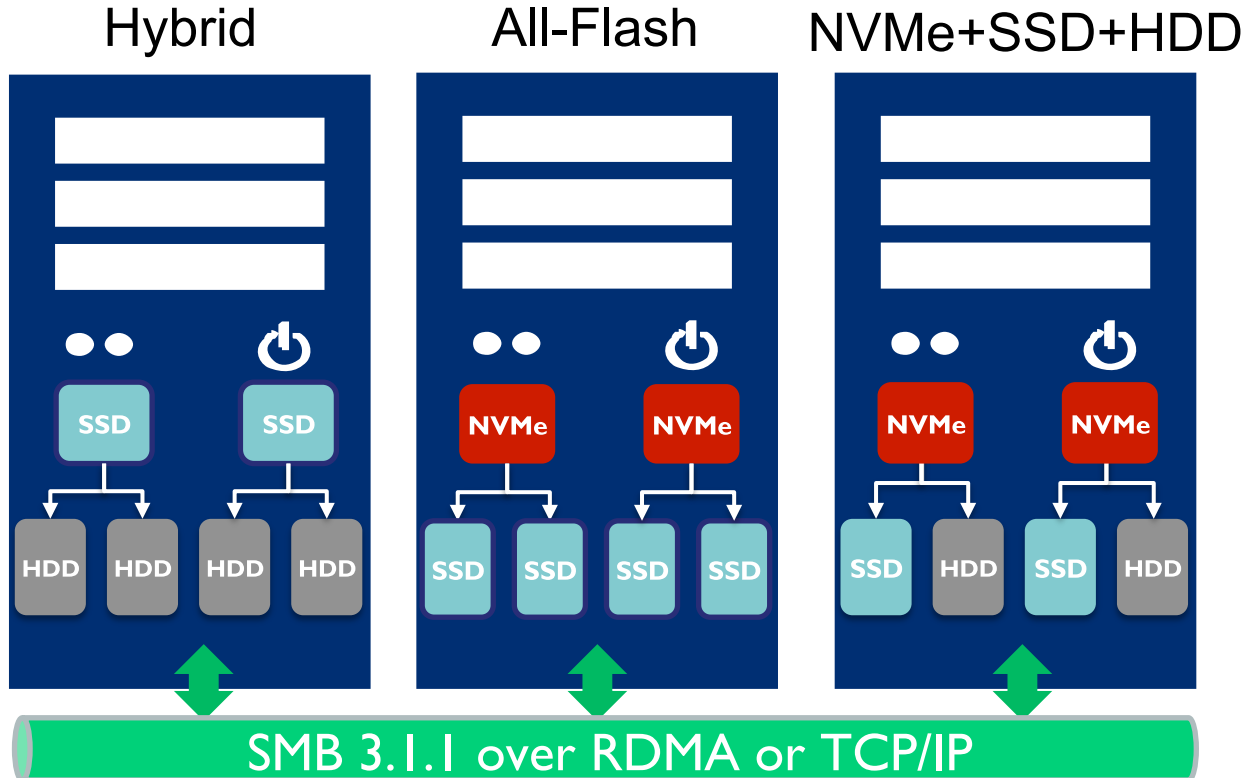 Hybrid
All-Flash
NVMe+SSD+HDD
SSD
SSD
HDD
HDD
HDD
HDD
NVMe
NVMe
SSD
SSD
SSD
SSD
NVMe
NVMe
SSD
HDD
SSD
HDD
SMB 3.1.1 over RDMA or TCP/IP